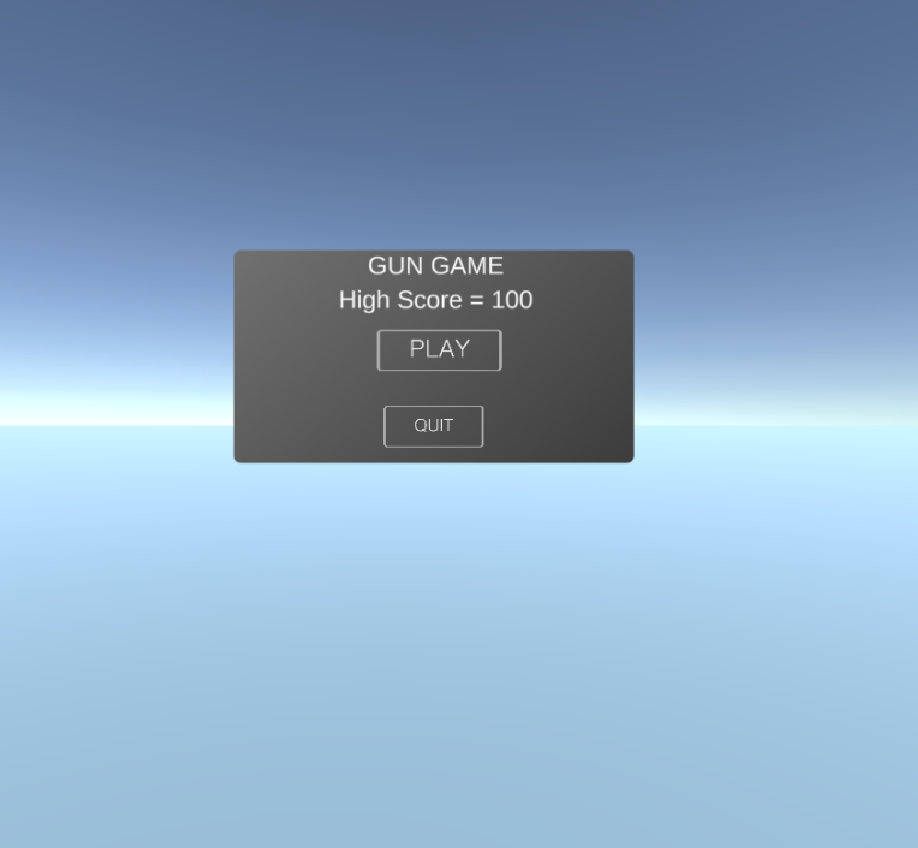 GUN GAME
High Score = 100
PLAY
QUIT